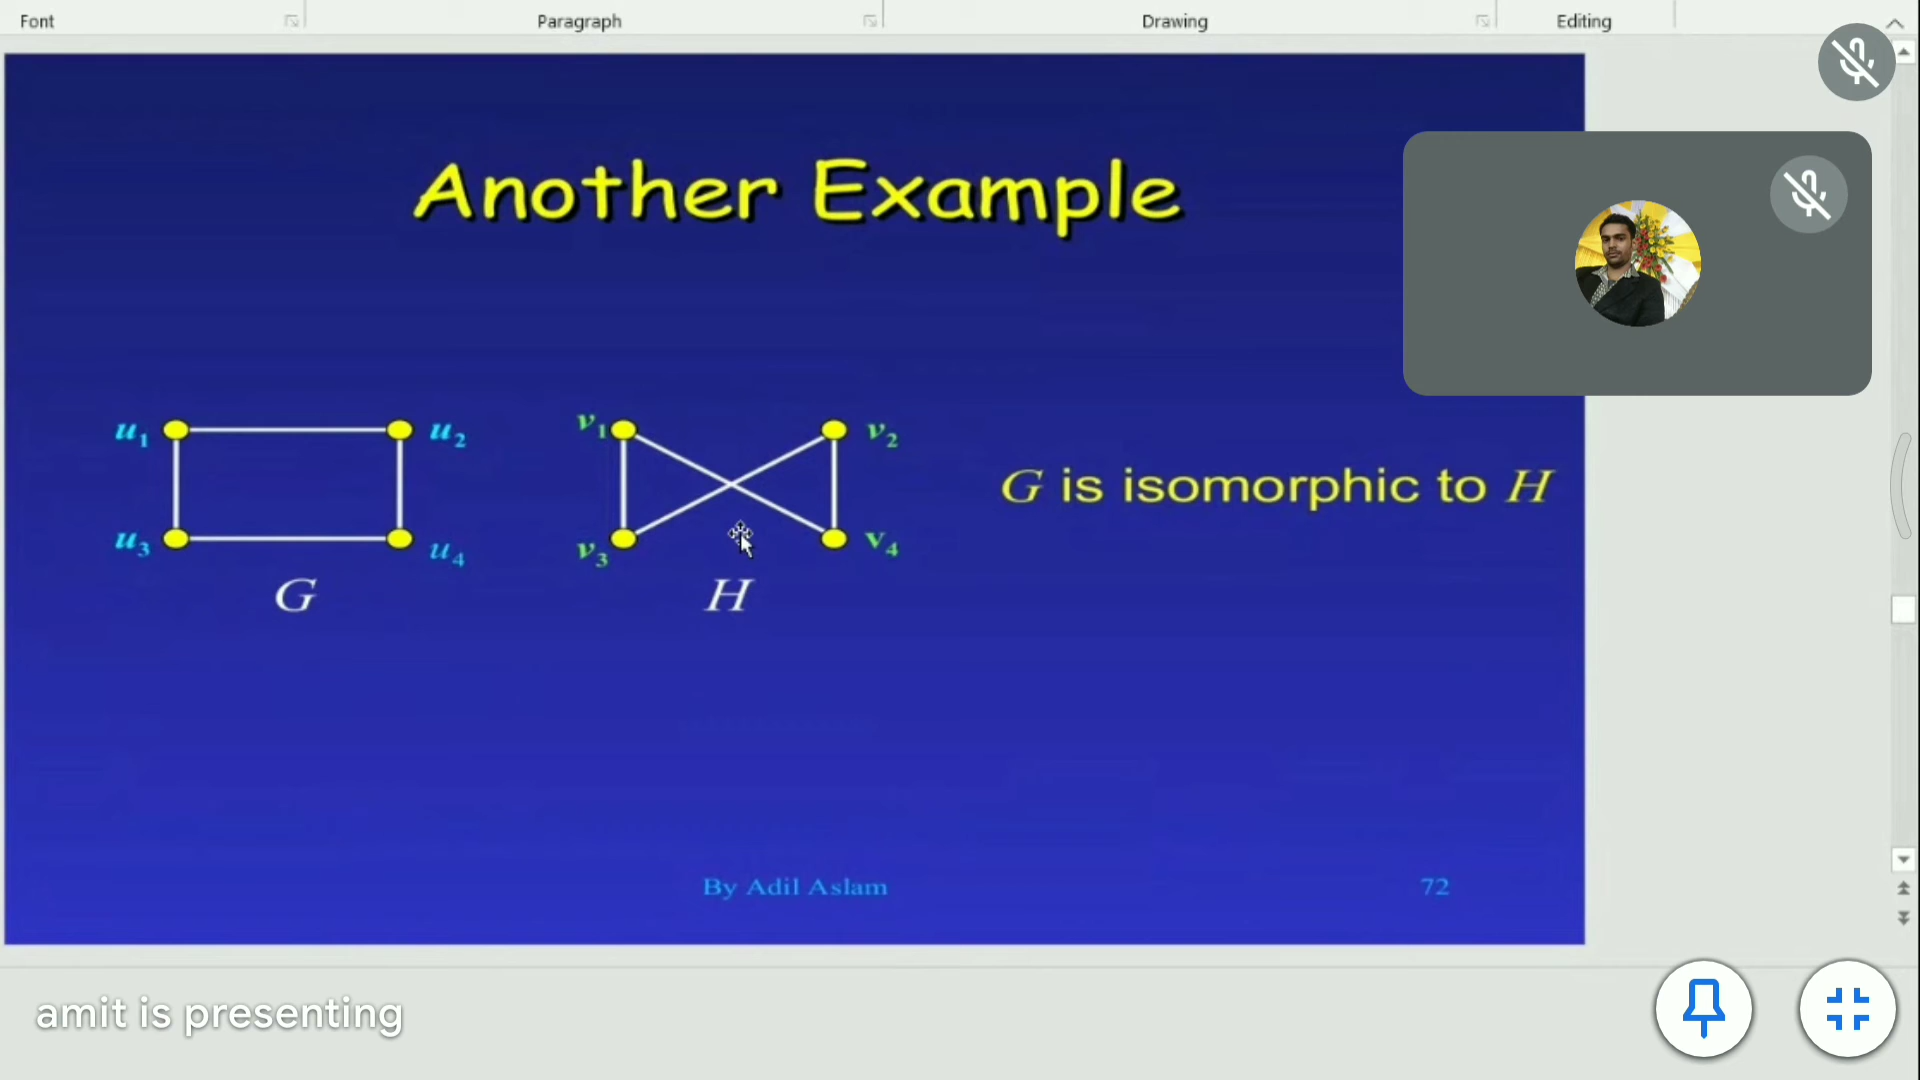 Font Paragraph Drawing Editing
Another Example
u1 u2 v1 v2
G is isomorphic to H
u3 u4 v3 v4
G H
By Adil Aslam 72
amit is presenting